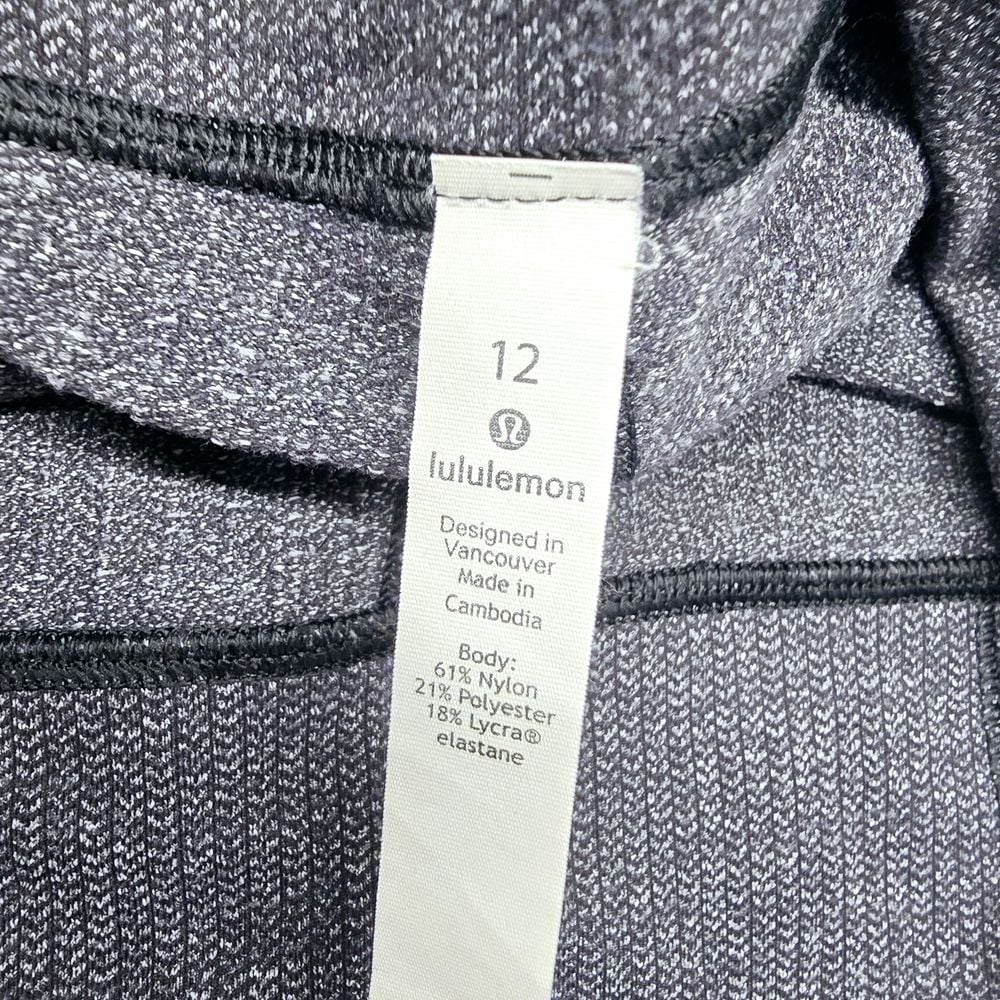 12
lululemon
Designed in
Vancouver
Made in
Cambodia
Body:
61% Nylon
21% Polyester
18% Lycra®
elastane